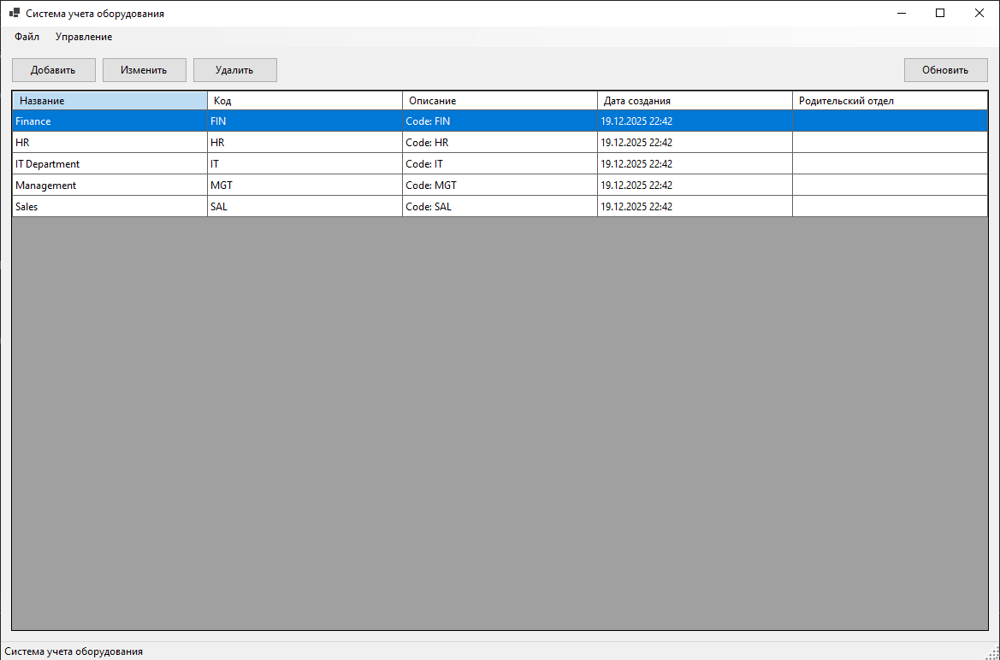 Система учета оборудования
Файл Управление
Добавить Изменить Удалить Обновить
Название Код Описание Дата создания Родительский отдел
Finance FIN Code: FIN 19.12.2025 22:42
HR HR Code: HR 19.12.2025 22:42
IT Department IT Code: IT 19.12.2025 22:42
Management MGT Code: MGT 19.12.2025 22:42
Sales SAL Code: SAL 19.12.2025 22:42
Система учета оборудования